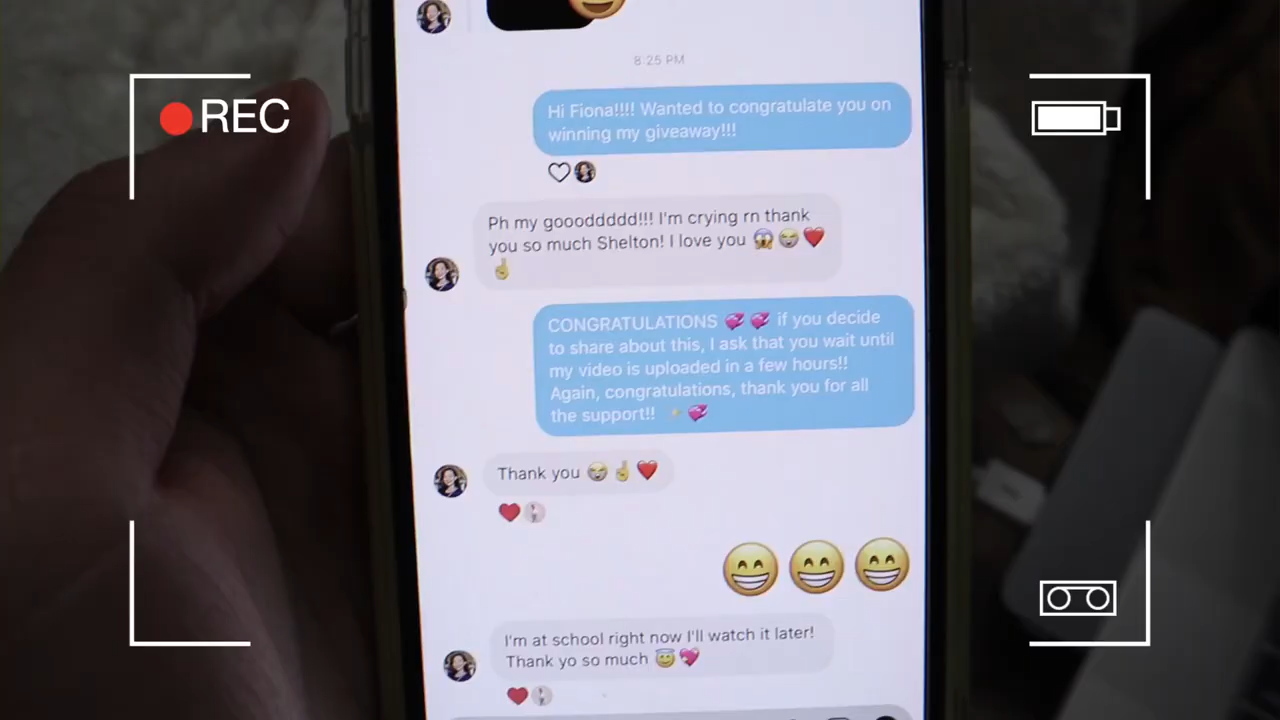 REC
8:25 PM
Hi Fiona!!!! Wanted to congratulate you on
winning my giveaway!!!
Ph my gooodddd!!! I'm crying rn thank
you so much Shelton! I love you 😱😭❤️
✌️
CONGRATULATIONS 💞 💞 if you decide
to share about this, I ask that you wait until
my video is uploaded in a few hours!!
Again, congratulations, thank you for all
the support!! ✨ 💞
Thank you 😭✌️❤️
😁 😁 😁
I'm at school right now I'll watch it later!
Thank yo so much 😇💖